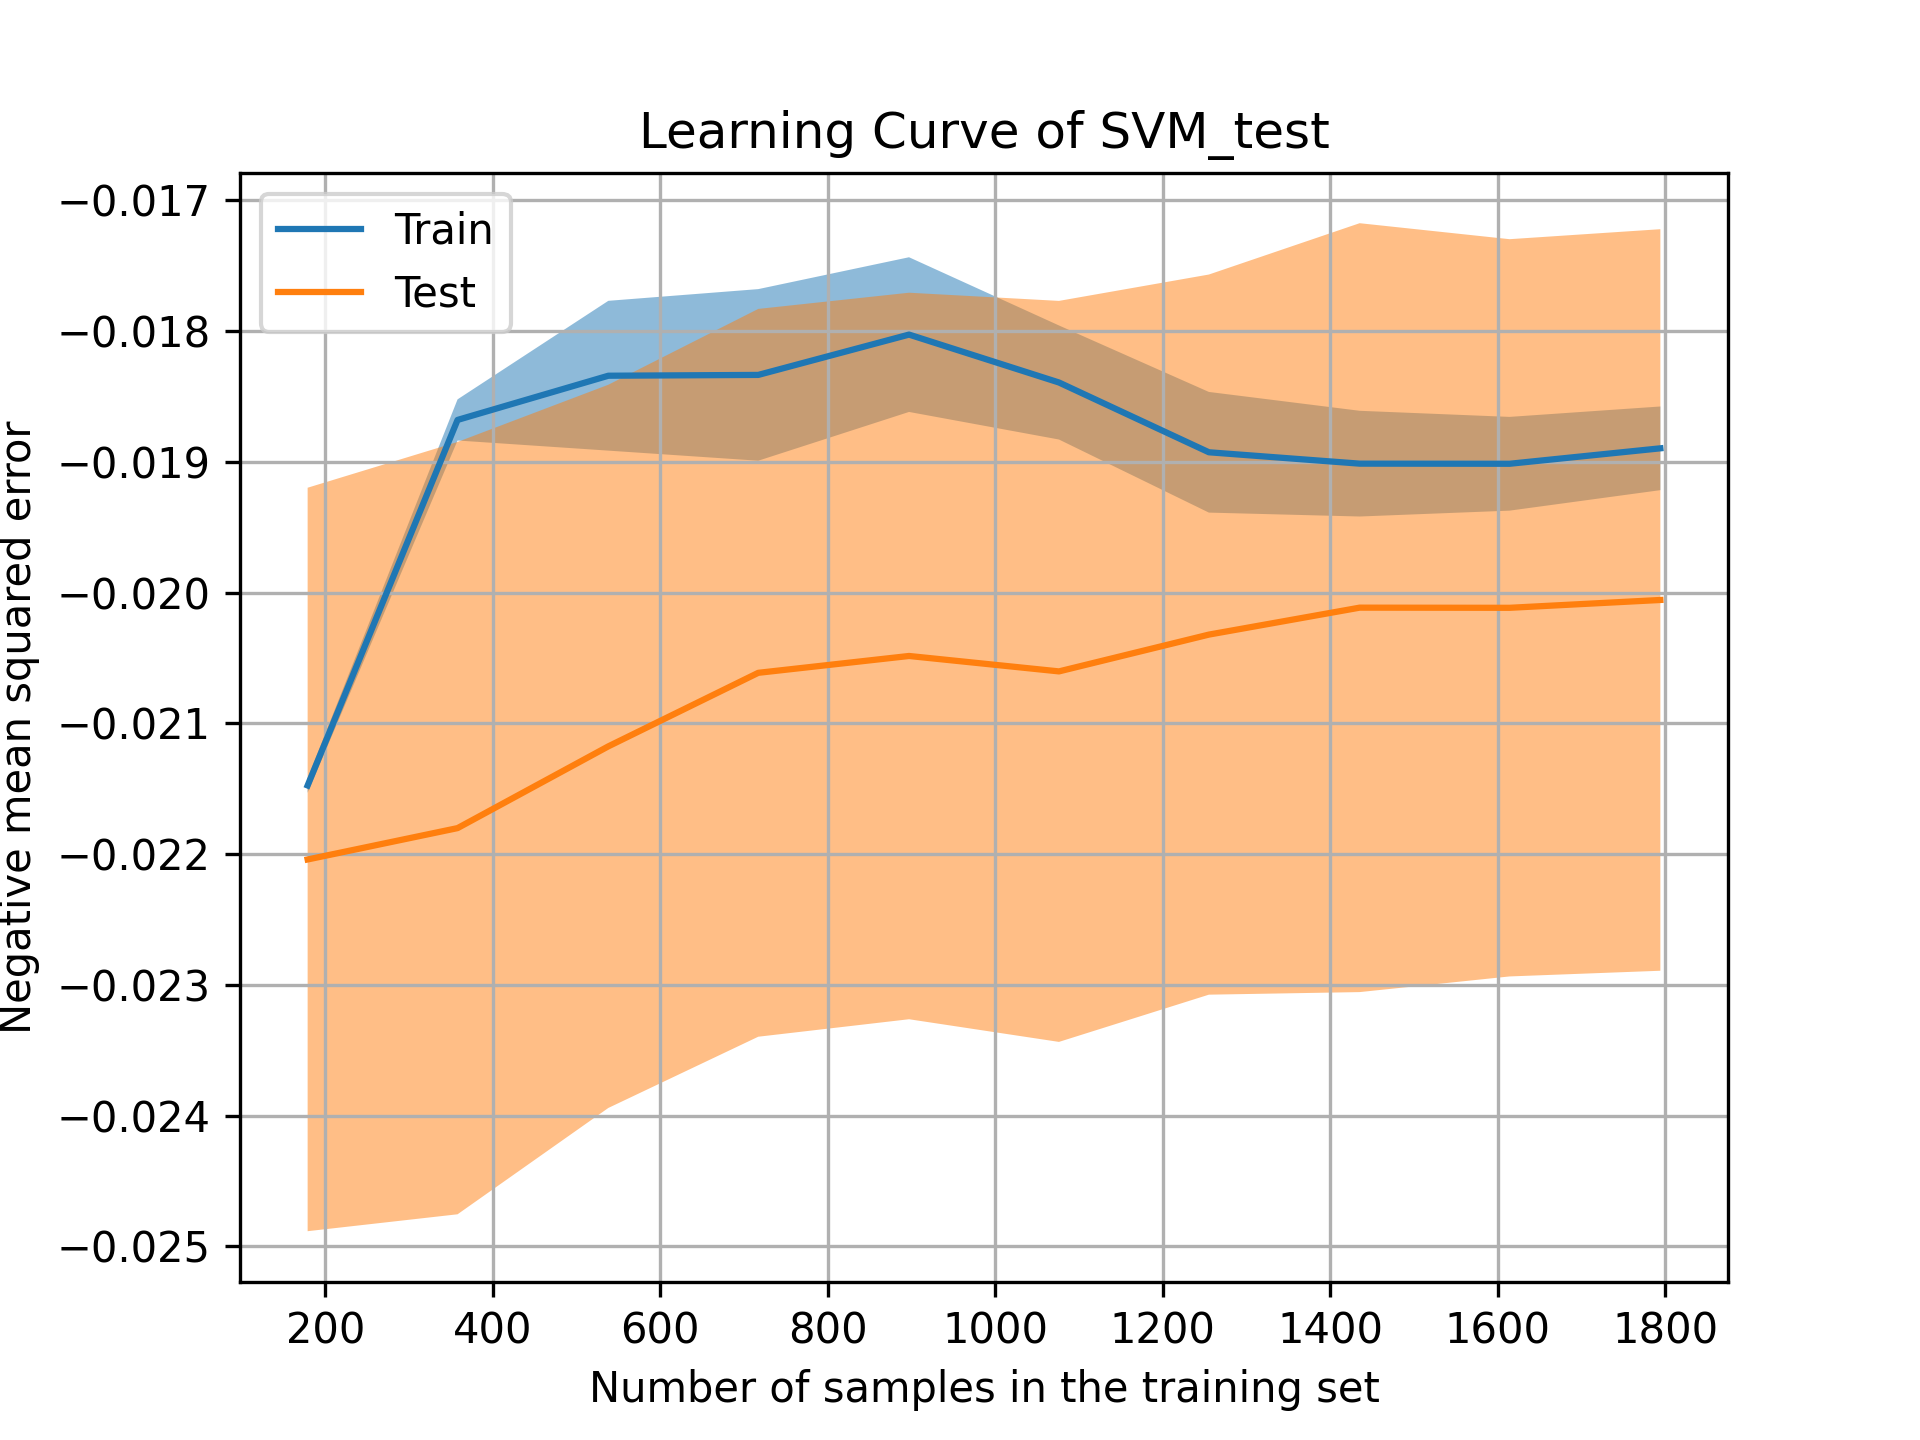 Learning Curve of SVM_test
Train
Test
−0.017
−0.018
−0.019
−0.020
−0.021
−0.022
−0.023
−0.024
−0.025
Negative mean squared error
200 400 600 800 1000 1200 1400 1600 1800
Number of samples in the training set